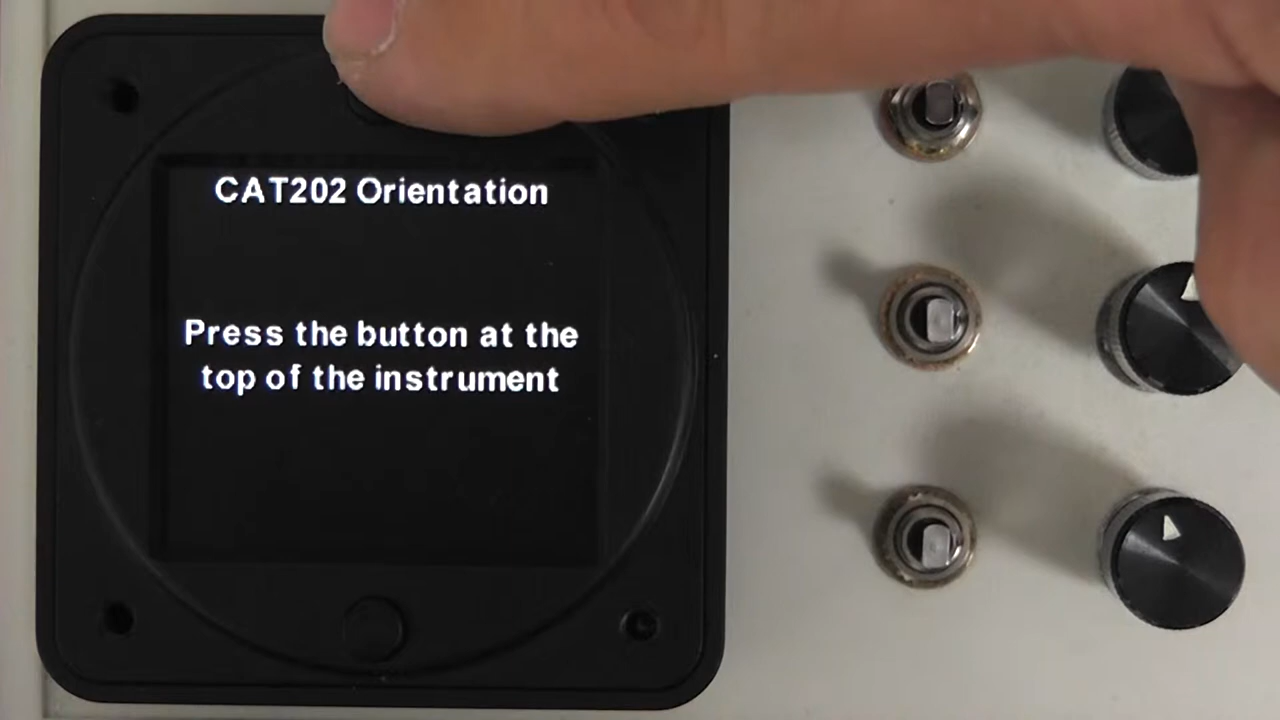 CAT202 Orientation
Press the button at the
top of the instrument